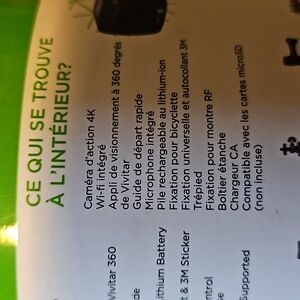 CE QUI SE TROUVE
À L'INTÉRIEUR?
Caméra d'action 4K
Wi-fi intégré
Appli de visionnement à 360 degrés
de Vivitar
Guide de départ rapide
Microphone intégré
Pile rechargeable au lithium-ion
Fixation pour bicyclette
Fixation universelle et autocollant 3M
Trépied
Fixation pour montre RF
Boîtier étanche
Chargeur CA
Compatible avec les cartes microSD
(non incluse)
Vivitar 360
de
ithium Battery
t & 3M Sticker
trol
e
Supported